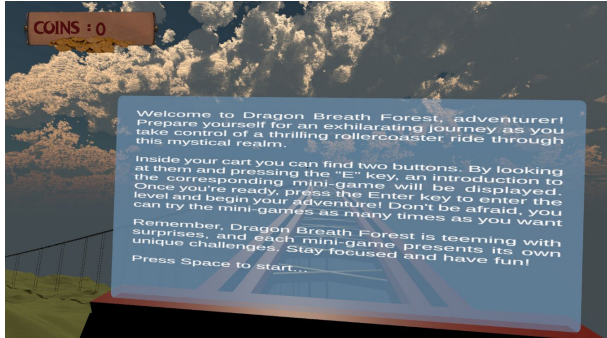 COINS : 0
Welcome to Dragon Breath Forest, adventurer!
Prepare yourself for an exhilarating journey as you
take control of a thrilling rollercoaster ride through
this mystical realm.
Inside your cart you can find two buttons. By looking
at them and pressing the "E" key, an introduction to
the corresponding mini-game will be displayed.
Once you're ready, press the Enter key to enter the
level and begin your adventure! Don't be afraid, you
can try the mini-games as many times as you want
Remember, Dragon Breath Forest is teeming with
surprises, and each mini-game presents its own
unique challenges. Stay focused and have fun!
Press Space to start...